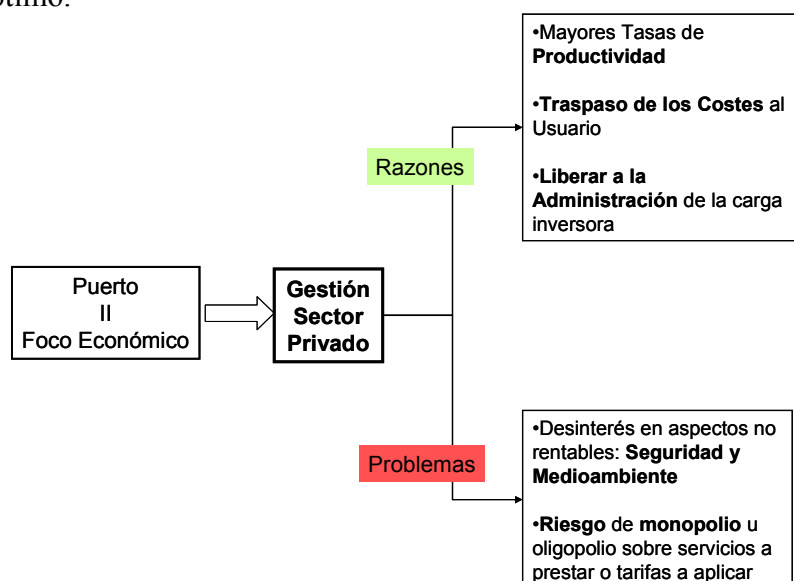 •Mayores Tasas de
Productividad
•Traspaso de los Costes al
Usuario
•Liberar a la
Administración de la carga
inversora
Razones
Puerto
II
Foco Económico
Gestión
Sector
Privado
Problemas
•Desinterés en aspectos no
rentables: Seguridad y
Medioambiente
•Riesgo de monopolio u
oligopolio sobre servicios a
prestar o tarifas a aplicar